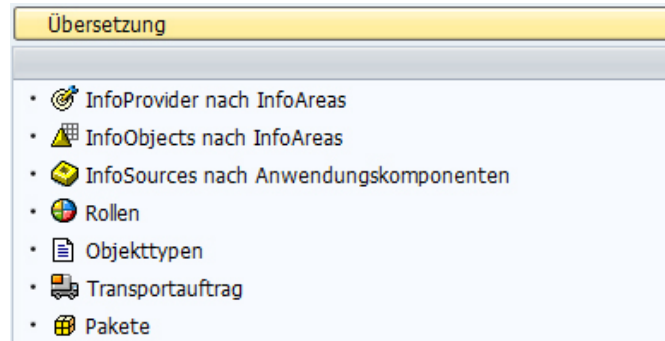 Übersetzung
InfoProvider nach InfoAreas
InfoObjects nach InfoAreas
InfoSources nach Anwendungskomponenten
Rollen
Objekttypen
Transportauftrag
Pakete